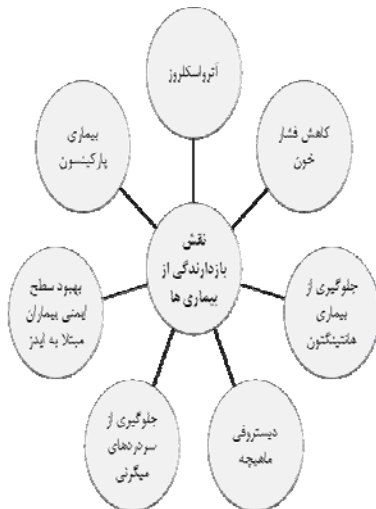 آترواسکلروز
کاهش فشار
خون
جلوگیری از
بیماری
هانتینگتون
دیستروفی
ماهیچه
جلوگیری از
سردردهای
میگرنی
بهبود سطح
ایمنی بیماران
مبتلا به ایدز
بیماری
پارکینسون
نقش
بازدارندگی از
بیماری ها